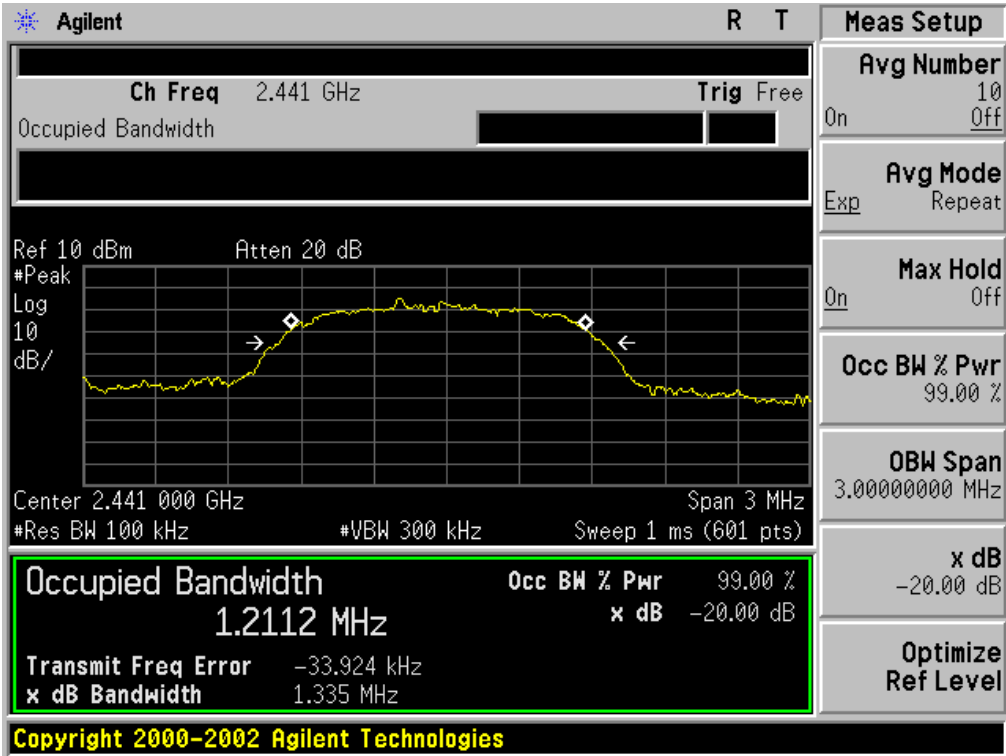 Agilent R T
Ch Freq 2.441 GHz Trig Free
Occupied Bandwidth
Ref 10 dBm Atten 20 dB
#Peak
Log
10
dB/
Center 2.441 000 GHz Span 3 MHz
#Res BW 100 kHz #VBW 300 kHz Sweep 1 ms (601 pts)
Occupied Bandwidth
1.2112 MHz
Occ BW % Pwr 99.00 %
x dB -20.00 dB
Transmit Freq Error -33.924 kHz
x dB Bandwidth 1.335 MHz
Copyright 2000-2002 Agilent Technologies
Meas Setup
Avg Number
10
On Off
Avg Mode
Exp Repeat
Max Hold
On Off
Occ BW % Pwr
99.00 %
OBW Span
3.00000000 MHz
x dB
-20.00 dB
Optimize
Ref Level